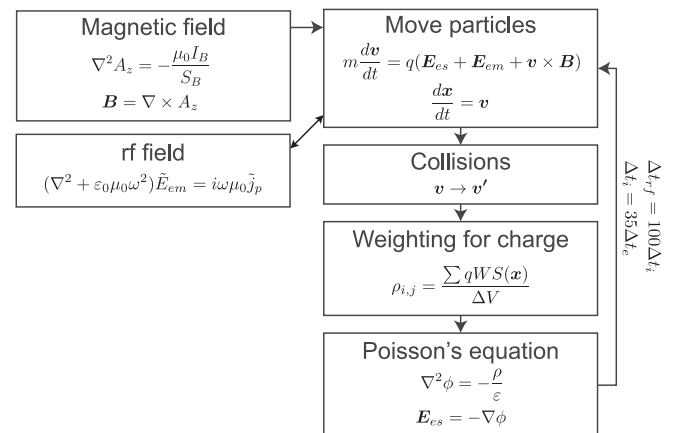 Magnetic field
∇²A_z = −μ₀I_B / S_B
B = ∇ × A_z
rf field
(∇² + ε₀μ₀ω²)Ẽ_em = iωμ₀j̃_p
Move particles
m dv/dt = q(E_es + E_em + v × B)
dx/dt = v
Collisions
v → v′
Weighting for charge
ρ_i,j = ∑ qWS(x) / ΔV
Poisson's equation
∇²φ = −ρ/ε
E_es = −∇φ
Δt_rf = 100Δt_i
Δt_i = 35Δt_e